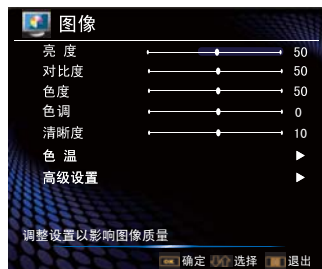 图像
亮 度 50
对比度 50
色度 50
色调 0
清晰度 10
色 温
高级设置
调整设置以影响图像质量
OK 确定 选择 退出